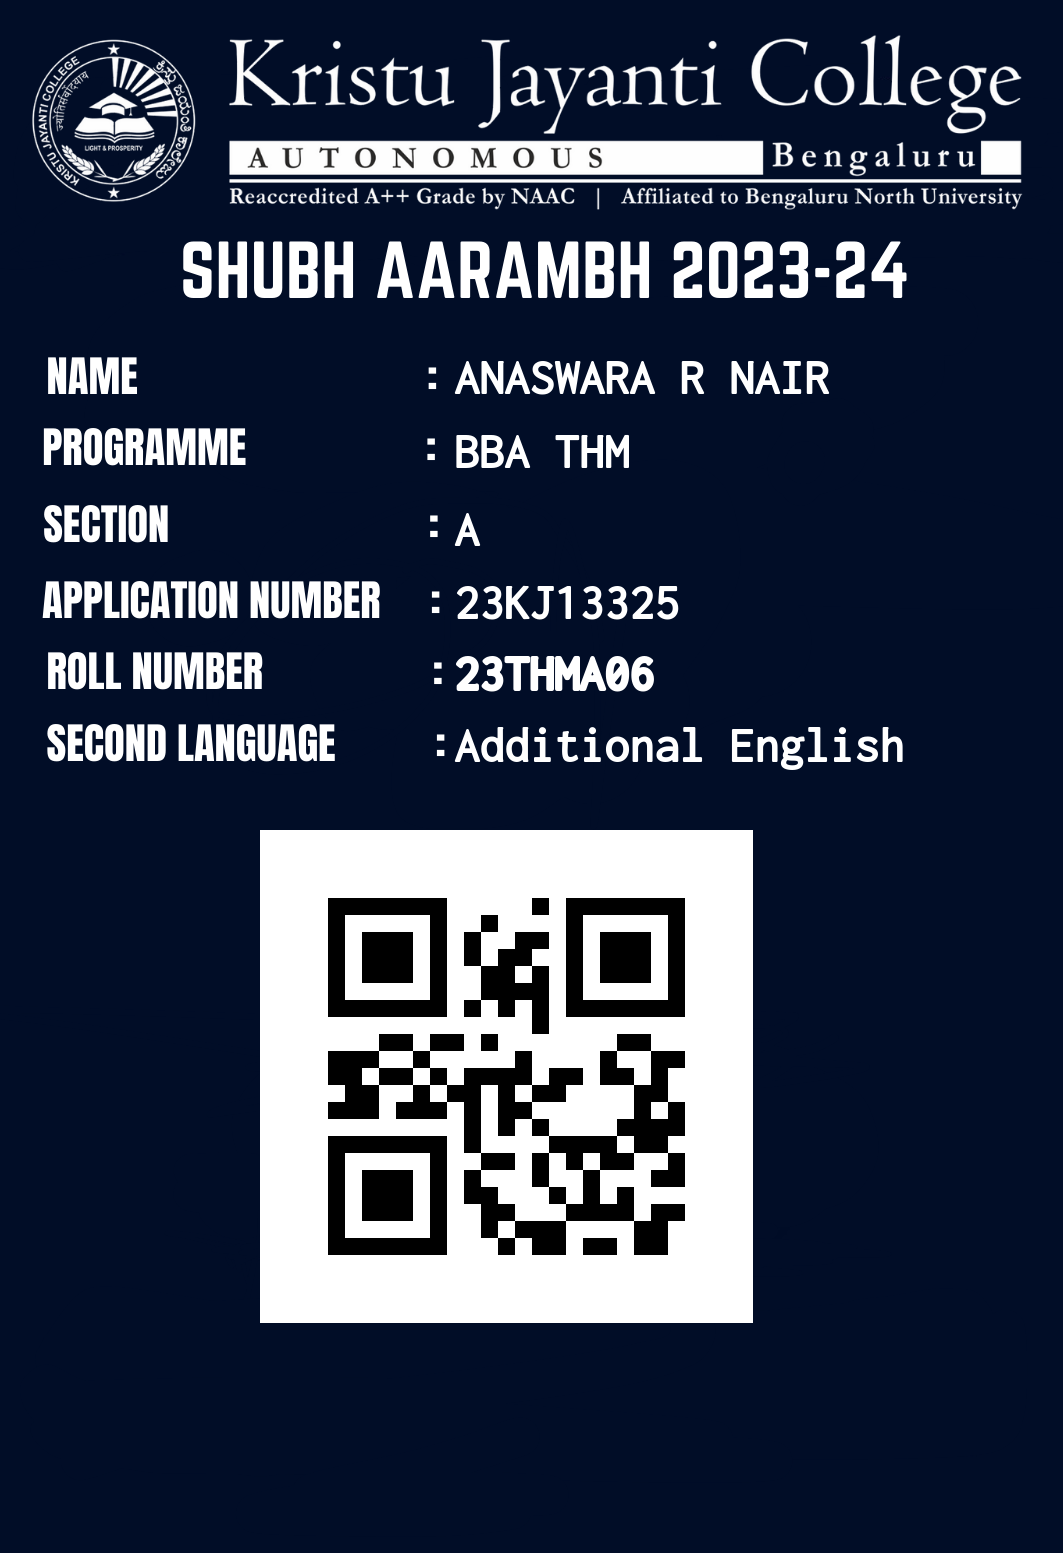 Kristu Jayanti College
AUTONOMOUS Bengaluru
Reaccredited A++ Grade by NAAC | Affiliated to Bengaluru North University
KRISTU JAYANTI COLLEGE
LIGHT & PROSPERITY
SHUBH AARAMBH 2023-24
NAME : ANASWARA R NAIR
PROGRAMME : BBA THM
SECTION : A
APPLICATION NUMBER : 23KJ13325
ROLL NUMBER : 23THMA06
SECOND LANGUAGE : Additional English